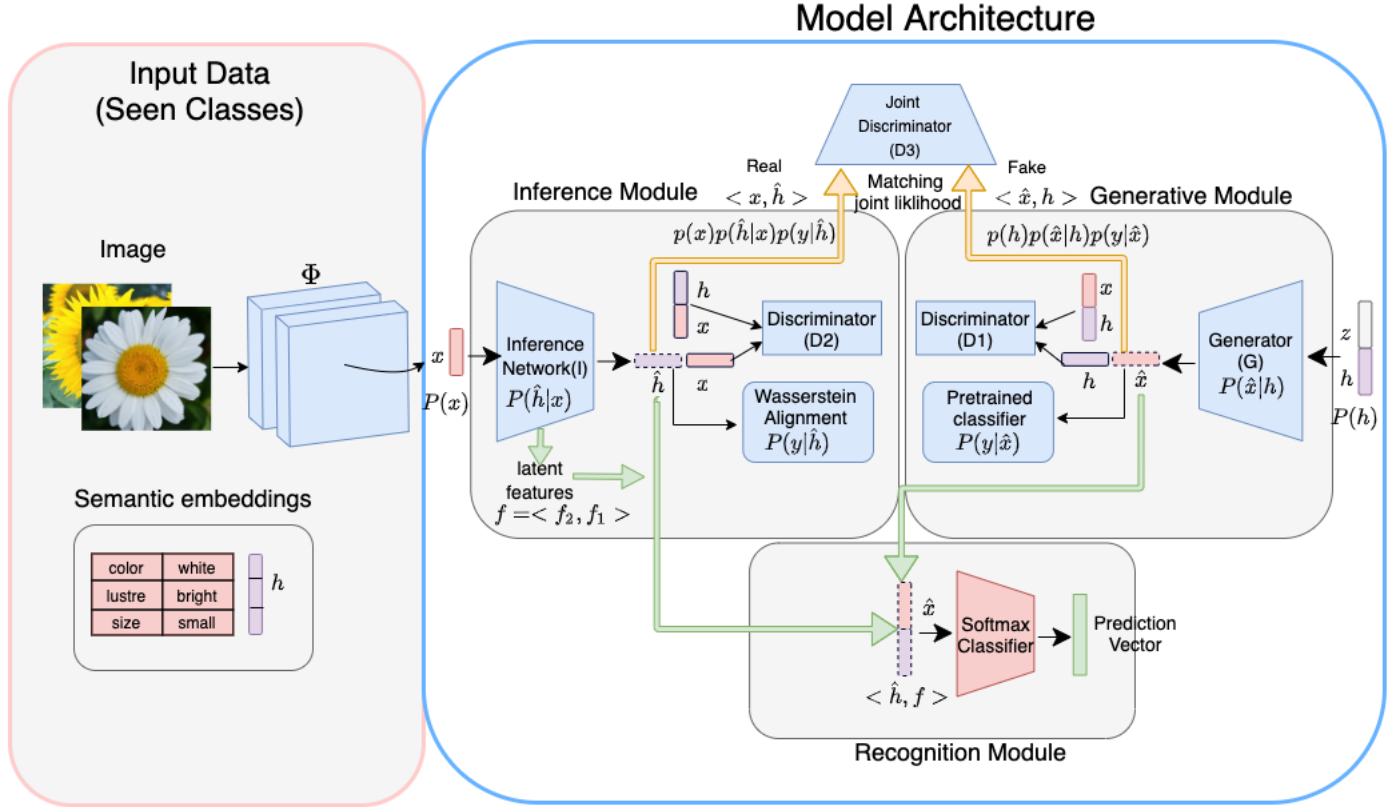 Model Architecture
Input Data
(Seen Classes)
Image
Φ
x
P(x)
Semantic embeddings
color white
lustre bright
size small
h
Joint
Discriminator
(D3)
Real
< x, ĥ >
Matching
joint liklihood
Fake
< x̂, h >
Inference Module
p(x)p(ĥ|x)p(y|ĥ)
Inference
Network(I)
P(ĥ|x)
h
x
ĥ
x
Discriminator
(D2)
Wasserstein
Alignment
P(y|ĥ)
latent
features
f =< f₂, f₁ >
Generative Module
p(h)p(x̂|h)p(y|x̂)
Discriminator
(D1)
x
h
h
x̂
Pretrained
classifier
P(y|x̂)
Generator
(G)
P(x̂|h)
z
h
P(h)
x̂
< ĥ, f >
Softmax
Classifier
Prediction
Vector
Recognition Module